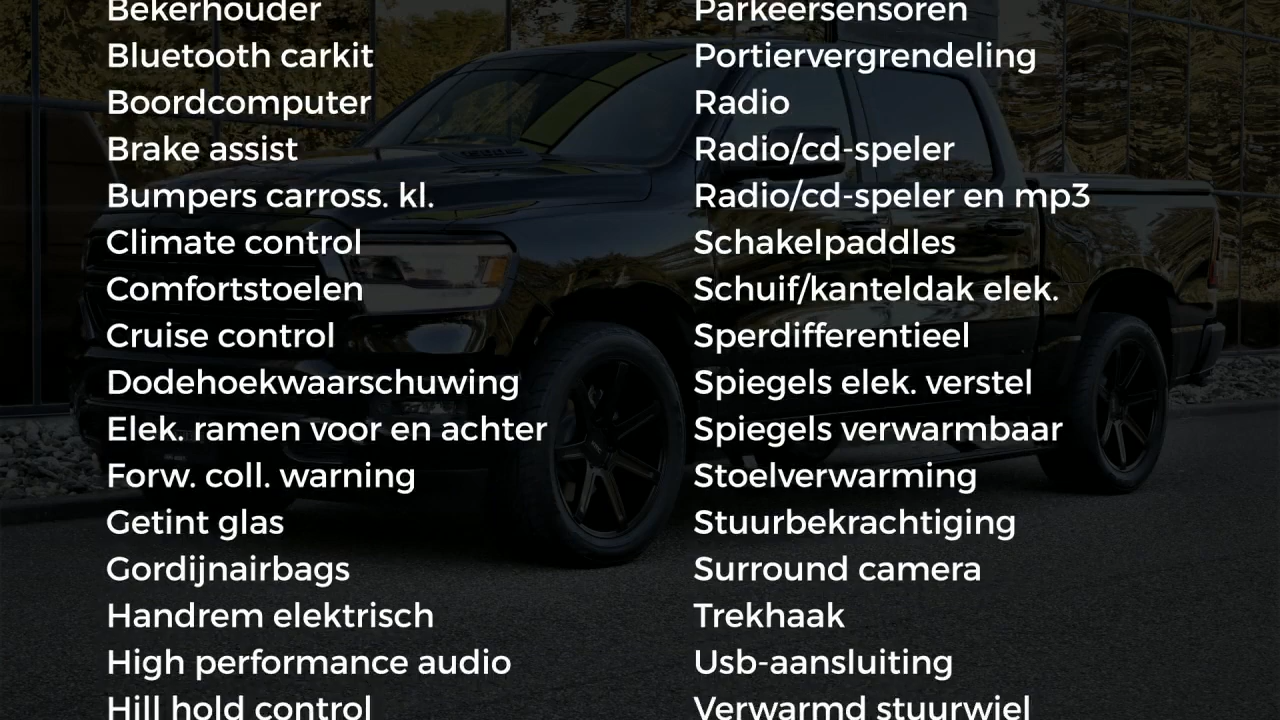 Bekerhouder
Bluetooth carkit
Boordcomputer
Brake assist
Bumpers carross. kl.
Climate control
Comfortstoelen
Cruise control
Dodehoekwaarschuwing
Elek. ramen voor en achter
Forw. coll. warning
Getint glas
Gordijnairbags
Handrem elektrisch
High performance audio
Hill hold control
Parkeersensoren
Portiervergrendeling
Radio
Radio/cd-speler
Radio/cd-speler en mp3
Schakelpaddles
Schuif/kanteldak elek.
Sperdifferentieel
Spiegels elek. verstel
Spiegels verwarmbaar
Stoelverwarming
Stuurbekrachtiging
Surround camera
Trekhaak
Usb-aansluiting
Verwarmd stuurwiel